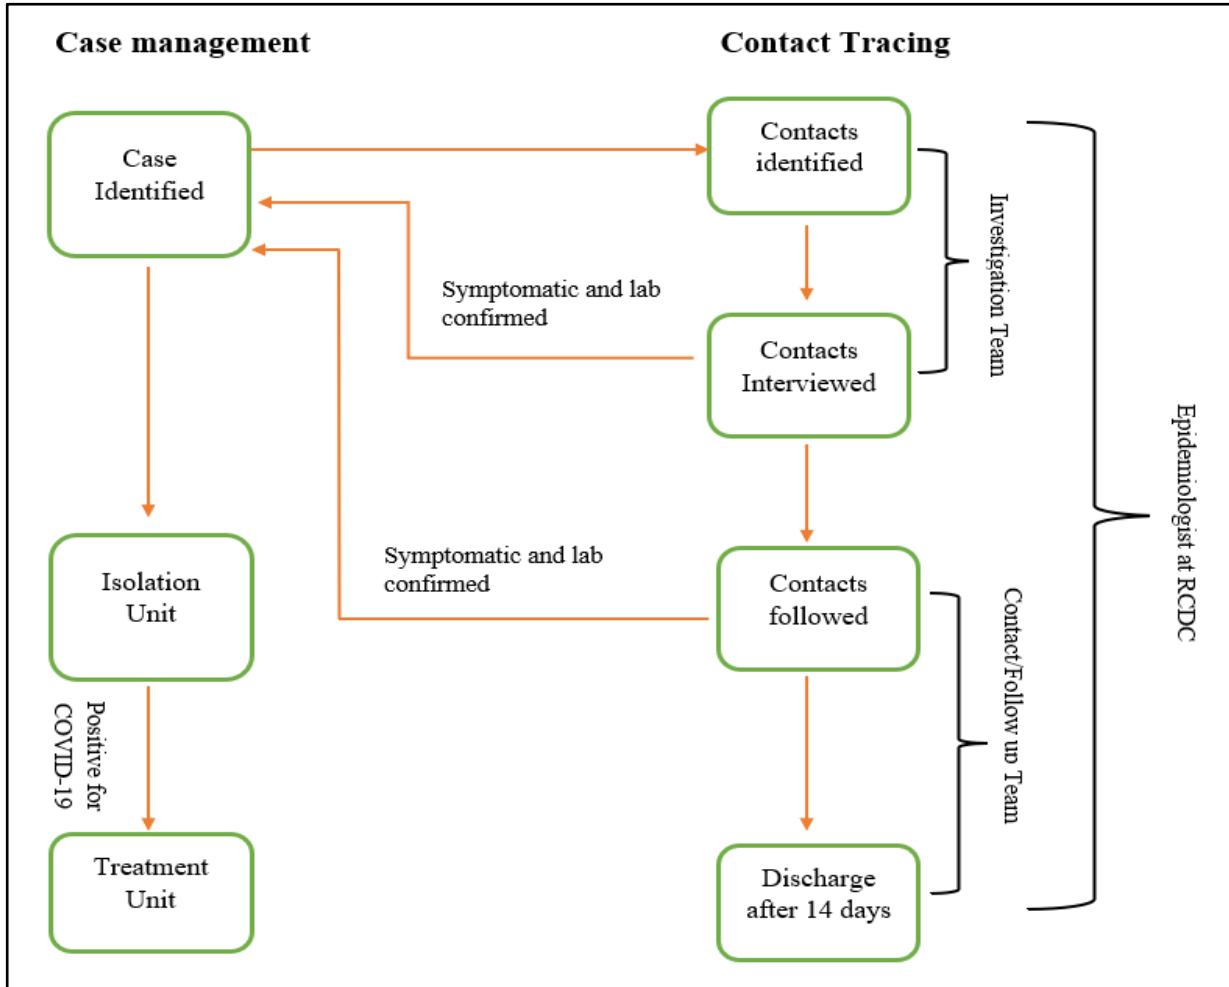 Case management
Contact Tracing
Case
Identified
Contacts
identified
Investigation Team
Symptomatic and lab
confirmed
Contacts
Interviewed
Epidemiologist at RCDC
Isolation
Unit
Symptomatic and lab
confirmed
Contacts
followed
Contact/Follow up Team
Positive for
COVID-19
Treatment
Unit
Discharge
after 14 days